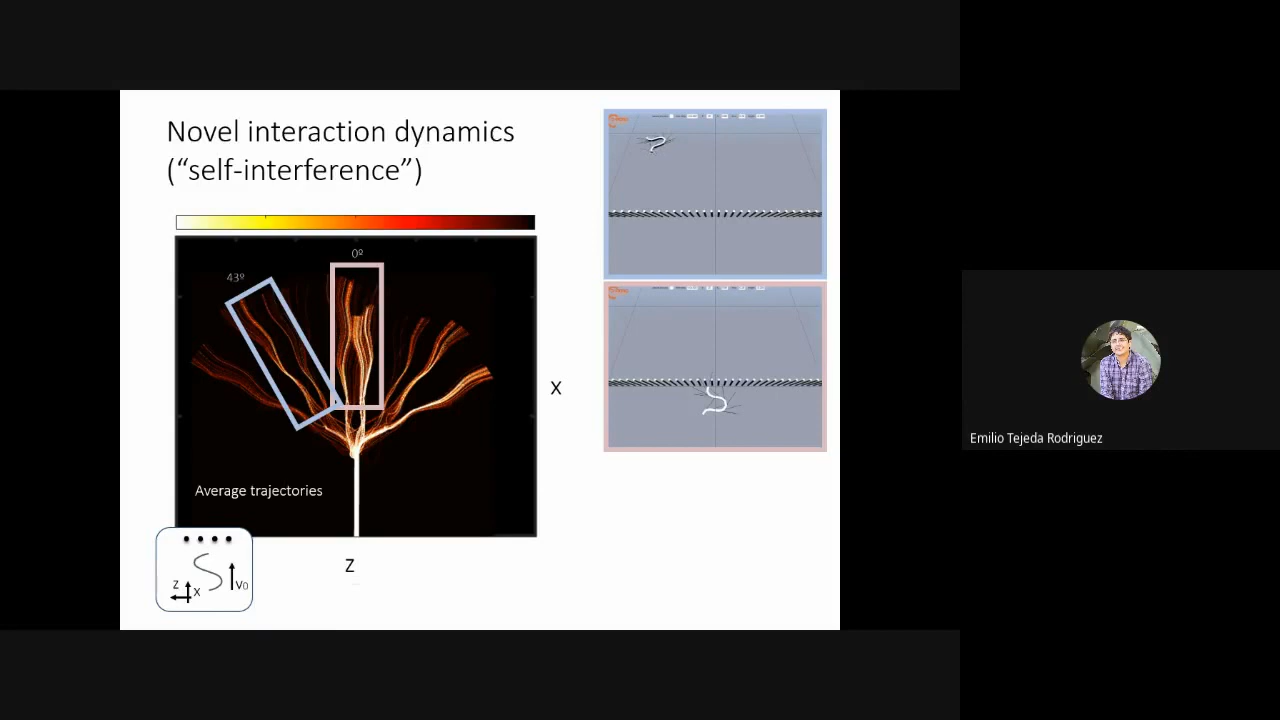 Novel interaction dynamics
(“self-interference”)
0º
43º
X
Average trajectories
Z
X
V0
Z
Emilio Tejeda Rodriguez